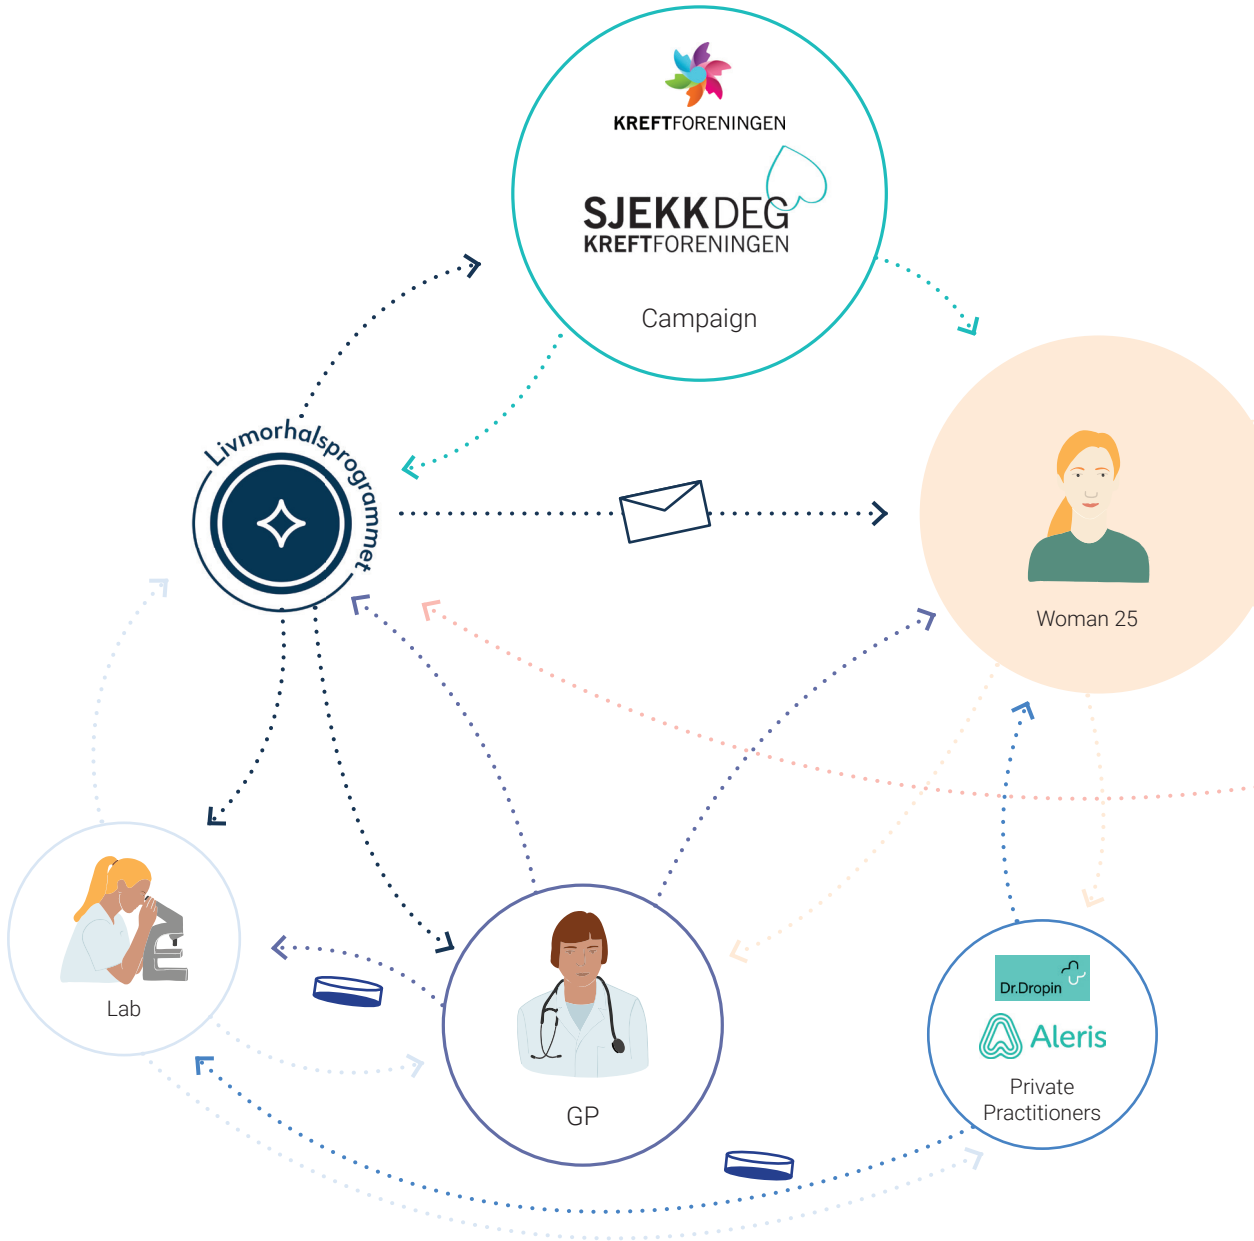 KREFTFORENINGEN
SJEKKDEG
KREFTFORENINGEN
Campaign
Livmorhalsprogrammet
Woman 25
Lab
GP
Dr.Dropin
Aleris
Private
Practitioners